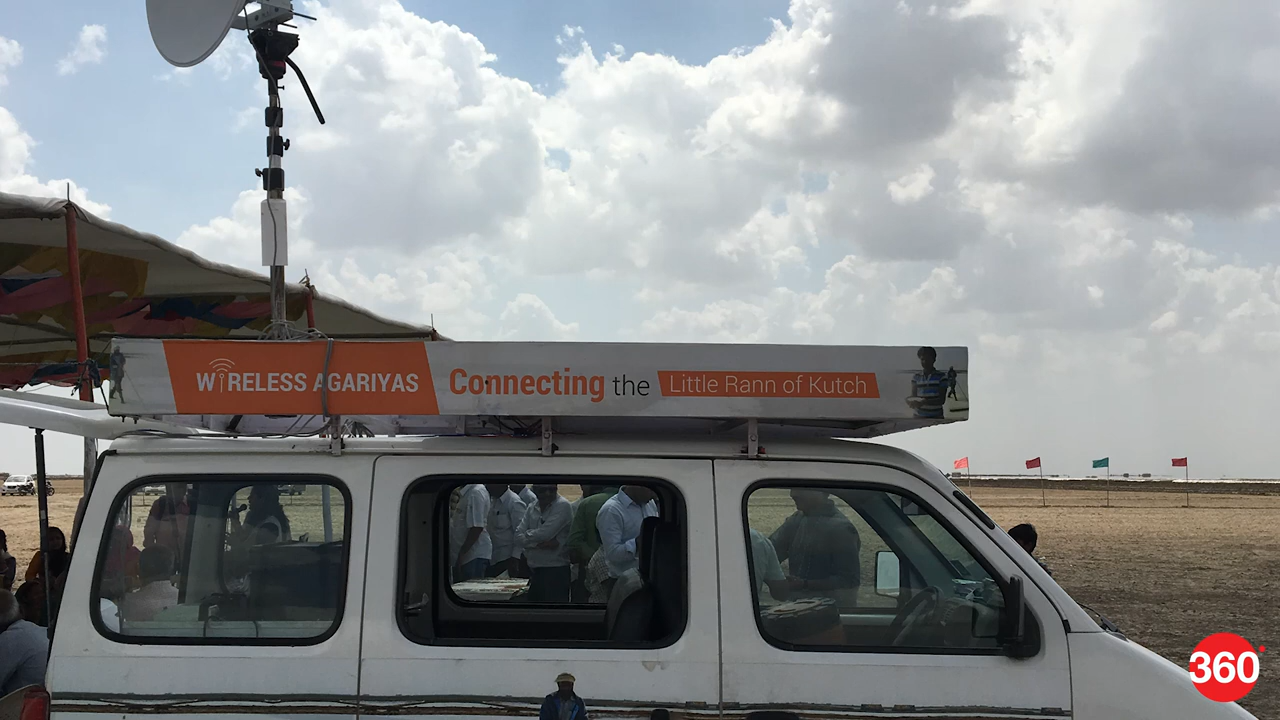 WIRELESS AGARIYAS Connecting the Little Rann of Kutch
360°